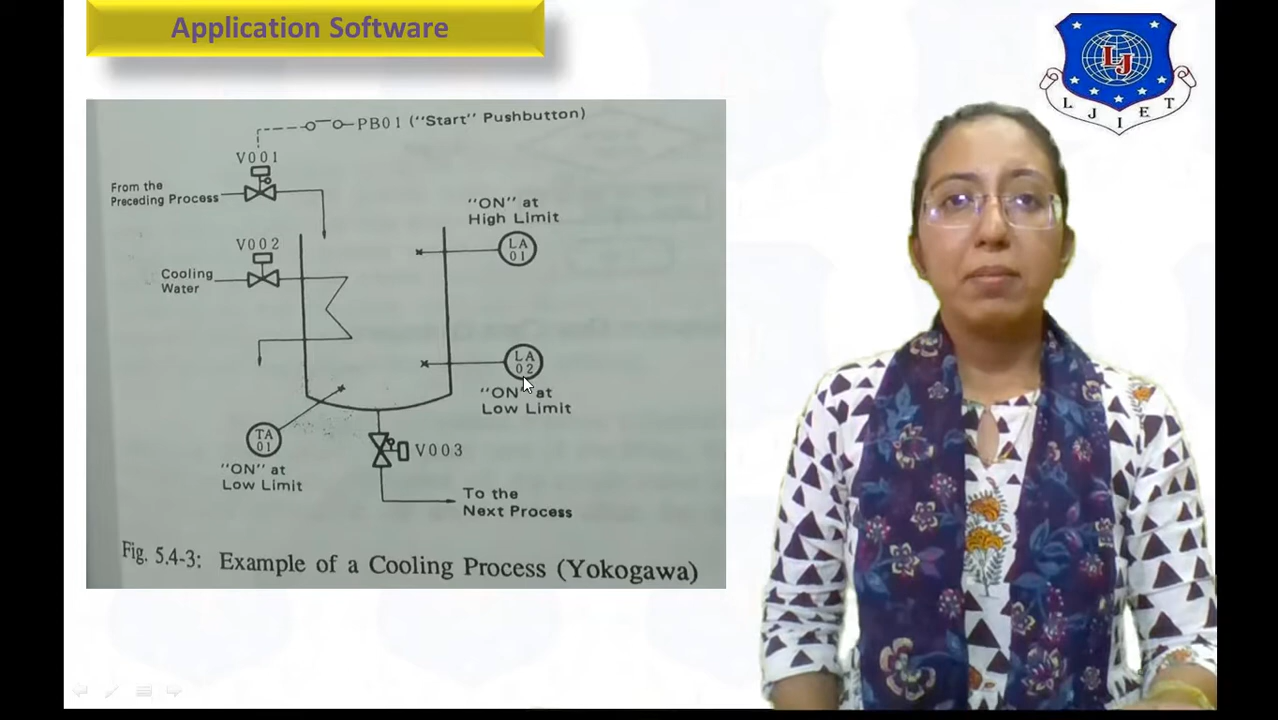 Application Software
LJ
LJIET
PB01 ("Start" Pushbutton)
V001
From the
Preceding Process
"ON" at
High Limit
LA
01
V002
Cooling
Water
LA
02
"ON" at
Low Limit
TA
01
"ON" at
Low Limit
V003
To the
Next Process
Fig. 5.4-3: Example of a Cooling Process (Yokogawa)